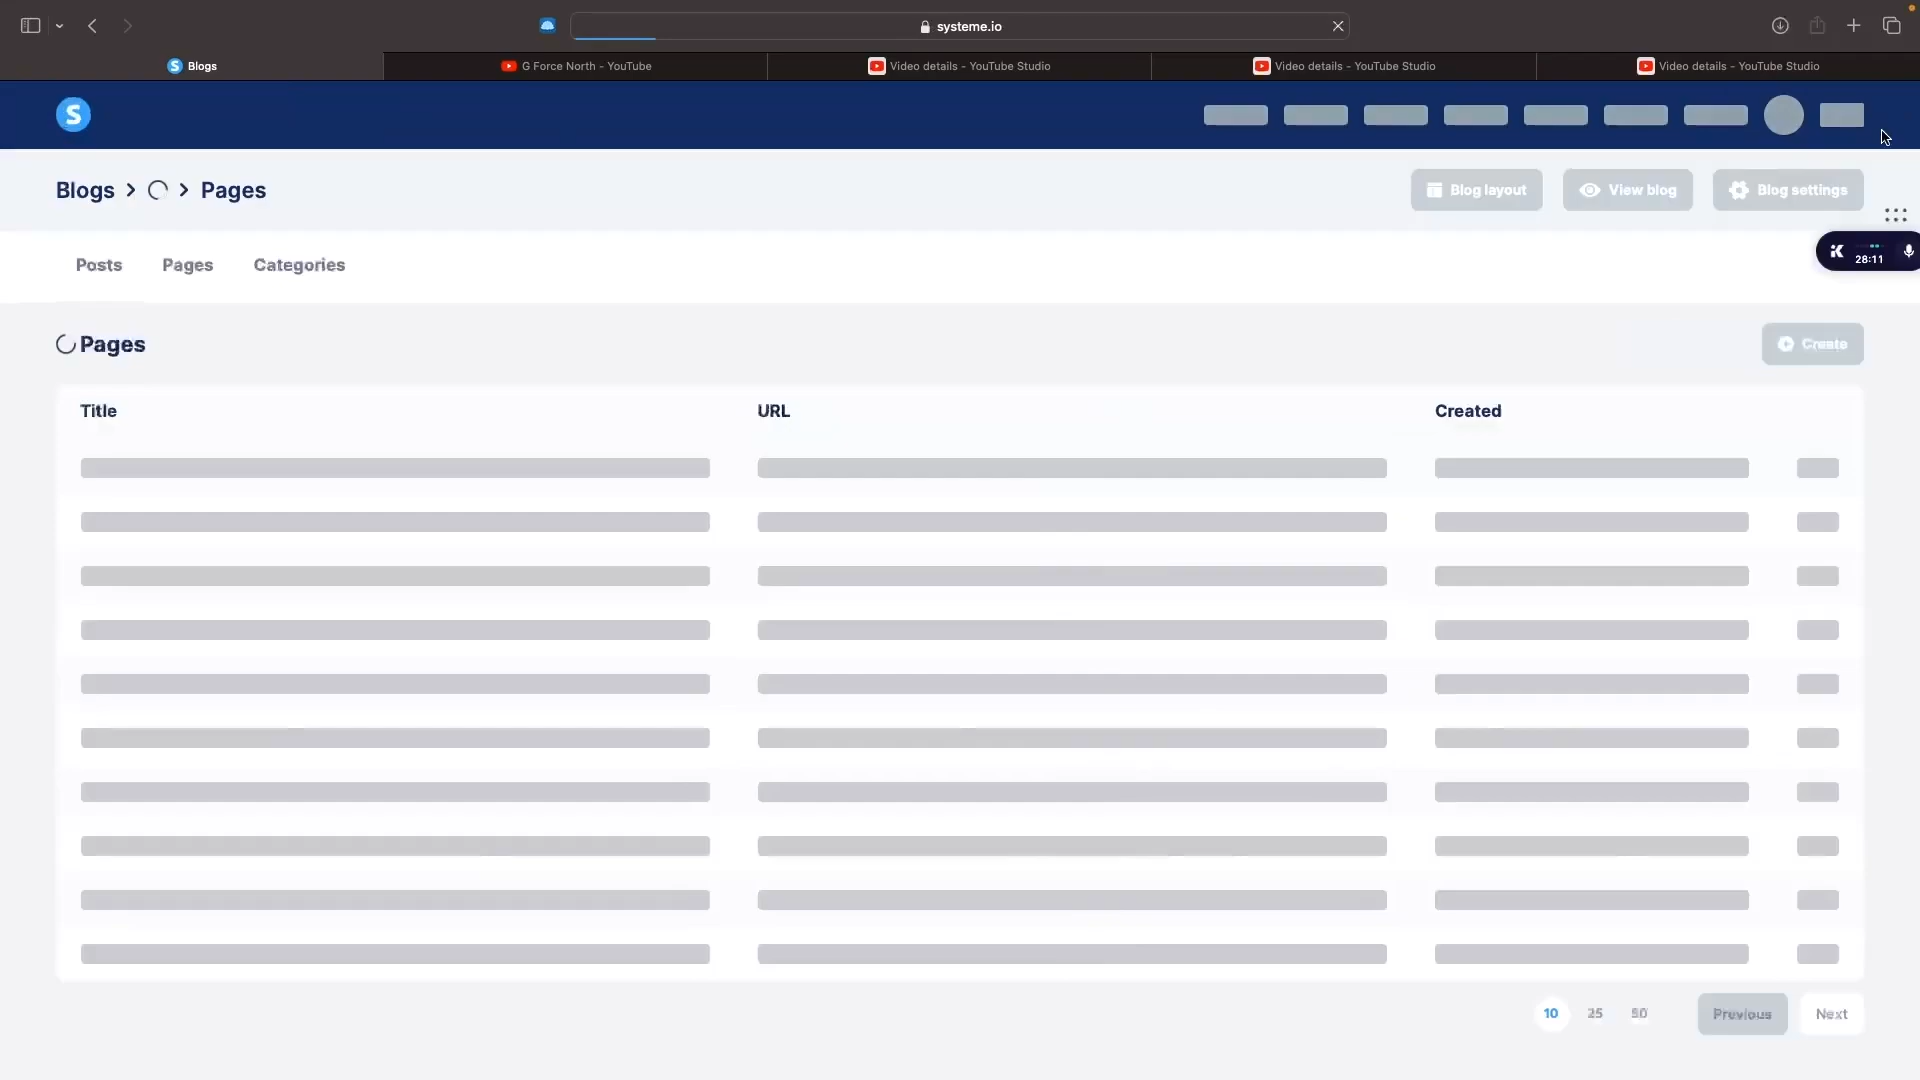 systeme.io
S Blogs
G Force North - YouTube
Video details - YouTube Studio
Video details - YouTube Studio
Video details - YouTube Studio
S
Blogs > > Pages
Blog layout
View blog
Blog settings
Posts
Pages
Categories
28:11
Pages
Create
Title
URL
Created
10
25
50
Previous
Next